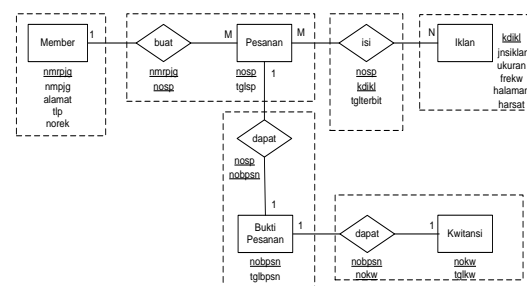 Member
1
buat
M
Pesanan
M
isi
N
Iklan
nmrpjg
nmpjg
alamat
tlp
norek
nmrpjg
nosp
nosp
tglsp
nosp
kdikl
tglterbit
kdikl
jnsiklan
ukuran
frekw
halaman
harsat
1
dapat
nosp
nobpsn
1
Bukti
Pesanan
1
dapat
1
Kwitansi
nobpsn
tglbpsn
nobpsn
nokw
nokw
tglkw